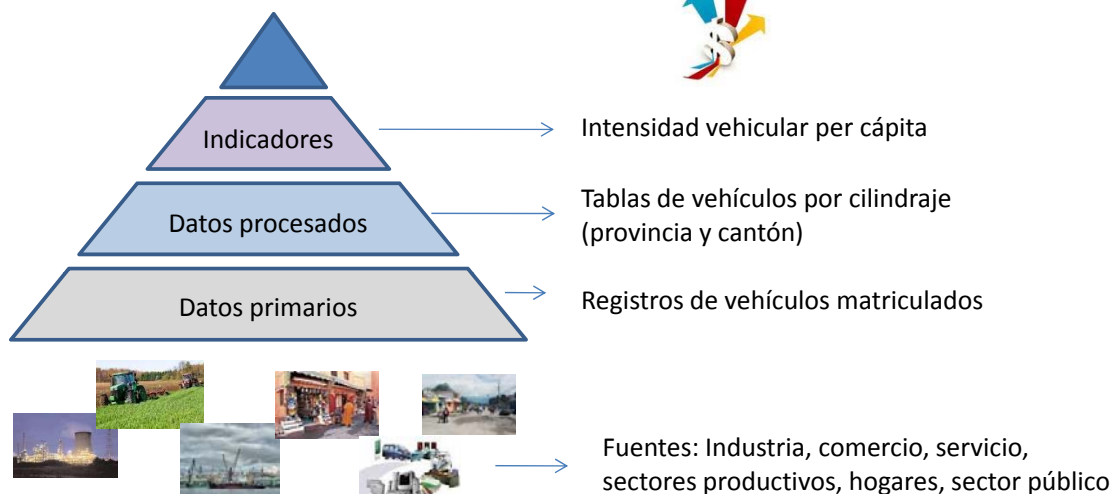 Indicadores
Intensidad vehicular per cápita
Datos procesados
Tablas de vehículos por cilindraje
(provincia y cantón)
Datos primarios
Registros de vehículos matriculados
Fuentes: Industria, comercio, servicio,
sectores productivos, hogares, sector público